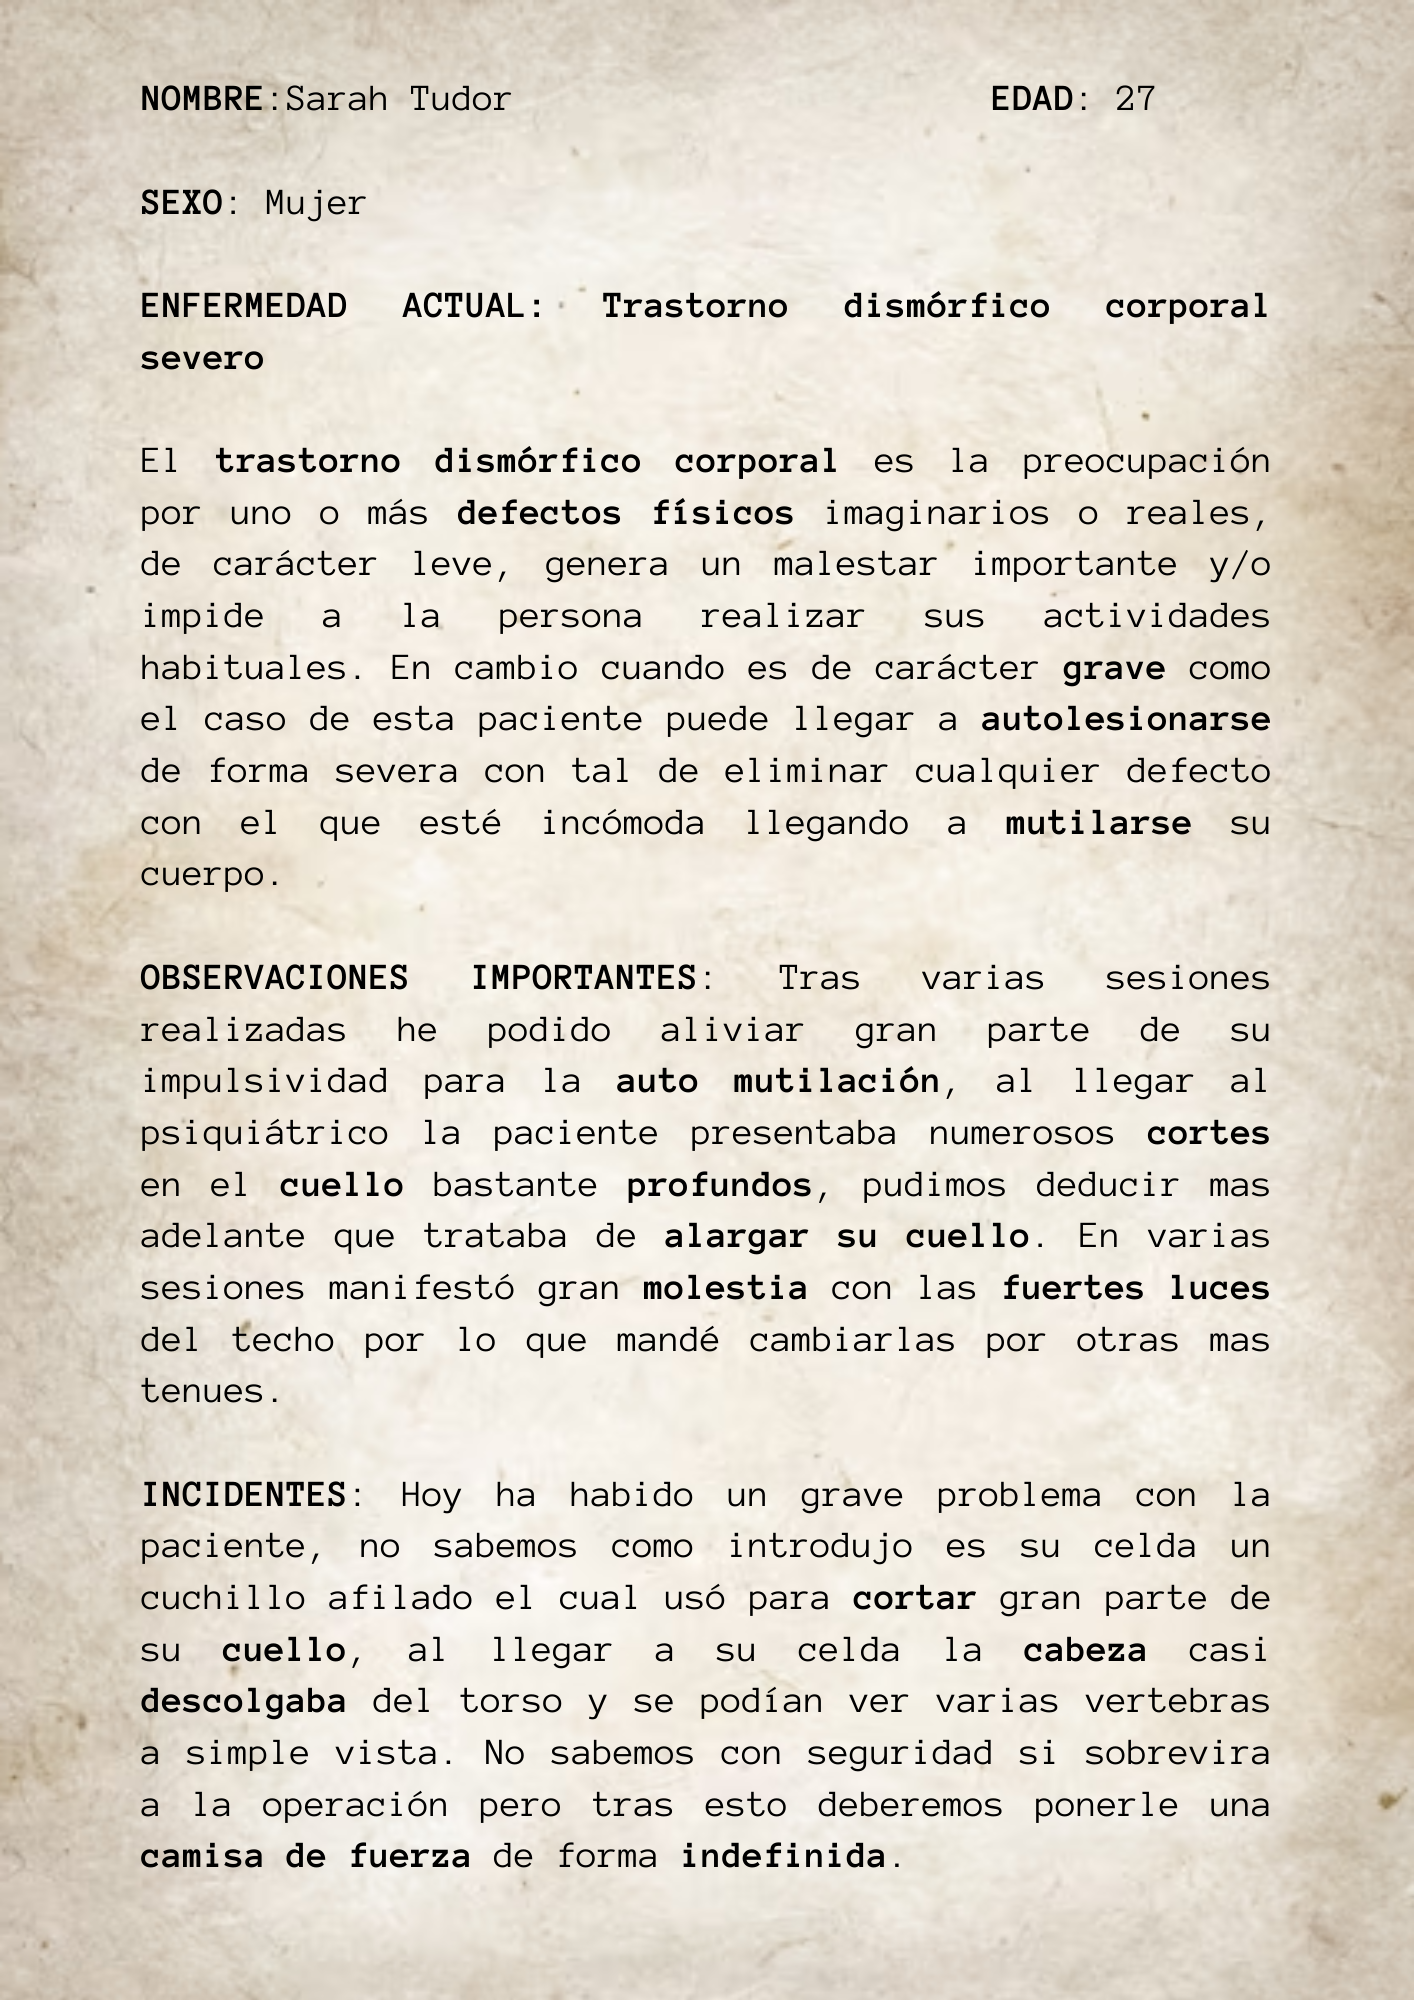 NOMBRE:Sarah Tudor EDAD: 27
SEXO: Mujer
ENFERMEDAD ACTUAL: Trastorno dismórfico corporal
severo
El trastorno dismórfico corporal es la preocupación
por uno o más defectos físicos imaginarios o reales,
de carácter leve, genera un malestar importante y/o
impide a la persona realizar sus actividades
habituales. En cambio cuando es de carácter grave como
el caso de esta paciente puede llegar a autolesionarse
de forma severa con tal de eliminar cualquier defecto
con el que esté incómoda llegando a mutilarse su
cuerpo.
OBSERVACIONES IMPORTANTES: Tras varias sesiones
realizadas he podido aliviar gran parte de su
impulsividad para la auto mutilación, al llegar al
psiquiátrico la paciente presentaba numerosos cortes
en el cuello bastante profundos, pudimos deducir mas
adelante que trataba de alargar su cuello. En varias
sesiones manifestó gran molestia con las fuertes luces
del techo por lo que mandé cambiarlas por otras mas
tenues.
INCIDENTES: Hoy ha habido un grave problema con la
paciente, no sabemos como introdujo es su celda un
cuchillo afilado el cual usó para cortar gran parte de
su cuello, al llegar a su celda la cabeza casi
descolgaba del torso y se podían ver varias vertebras
a simple vista. No sabemos con seguridad si sobrevira
a la operación pero tras esto deberemos ponerle una
camisa de fuerza de forma indefinida.